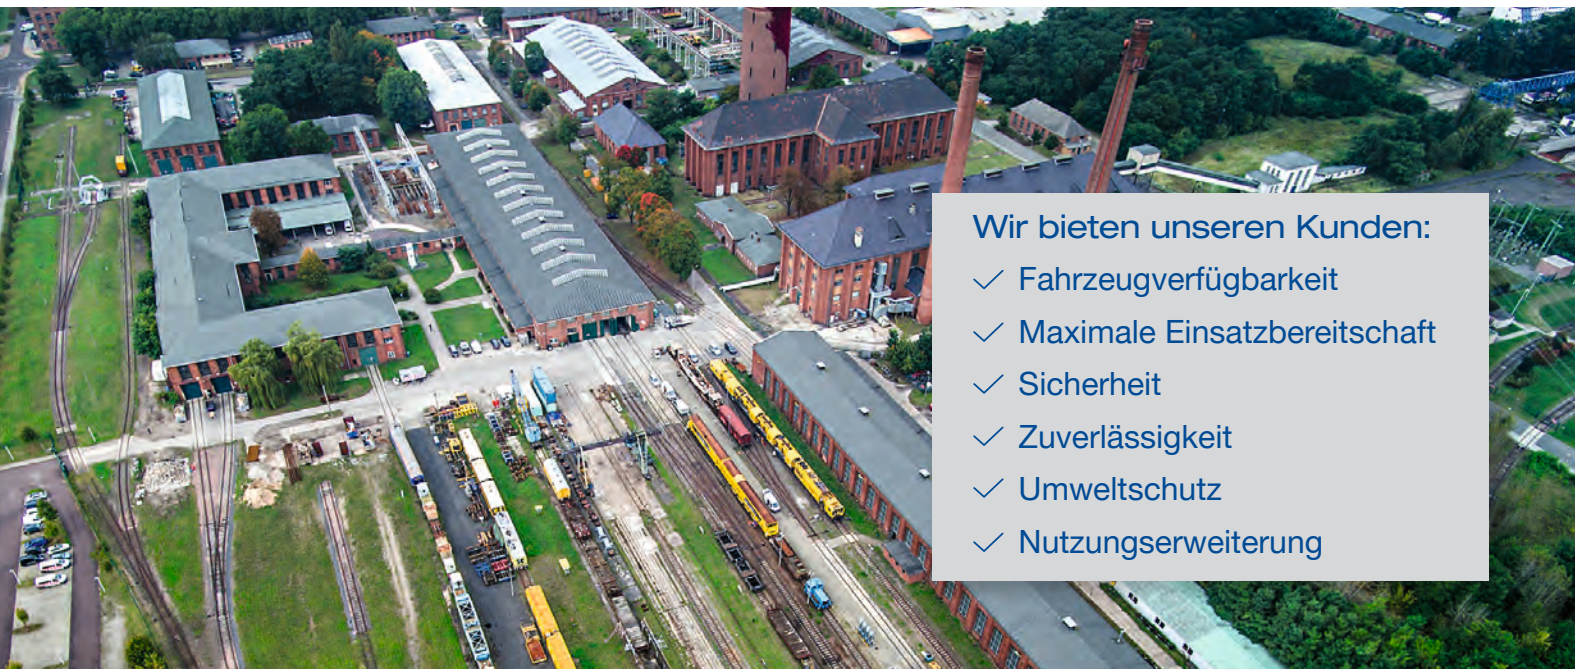 Wir bieten unseren Kunden:
Fahrzeugverfügbarkeit
Maximale Einsatzbereitschaft
Sicherheit
Zuverlässigkeit
Umweltschutz
Nutzungserweiterung